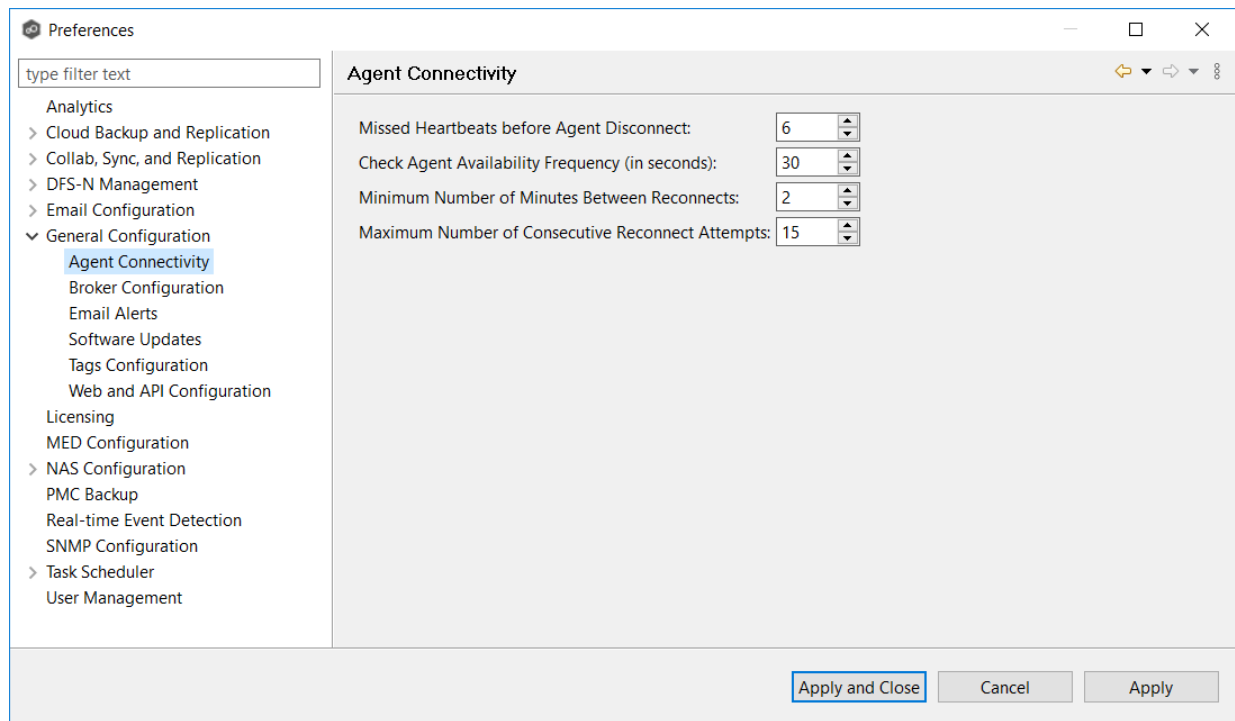 Preferences
type filter text
Analytics
Cloud Backup and Replication
Collab, Sync, and Replication
DFS-N Management
Email Configuration
General Configuration
Agent Connectivity
Broker Configuration
Email Alerts
Software Updates
Tags Configuration
Web and API Configuration
Licensing
MED Configuration
NAS Configuration
PMC Backup
Real-time Event Detection
SNMP Configuration
Task Scheduler
User Management
Agent Connectivity
Missed Heartbeats before Agent Disconnect: 6
Check Agent Availability Frequency (in seconds): 30
Minimum Number of Minutes Between Reconnects: 2
Maximum Number of Consecutive Reconnect Attempts: 15
Apply and Close Cancel Apply